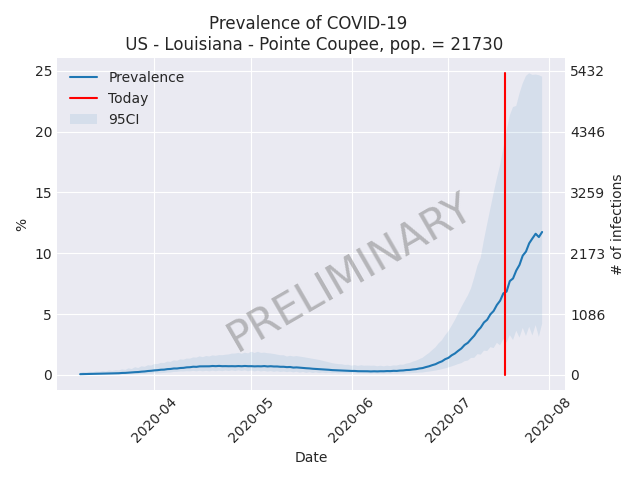 Prevalence of COVID-19
US - Louisiana - Pointe Coupee, pop. = 21730
Prevalence
Today
95CI
PRELIMINARY
%
25
20
15
10
5
0
5432
4346
3259
2173
1086
0
# of infections
2020-04
2020-05
2020-06
2020-07
2020-08
Date